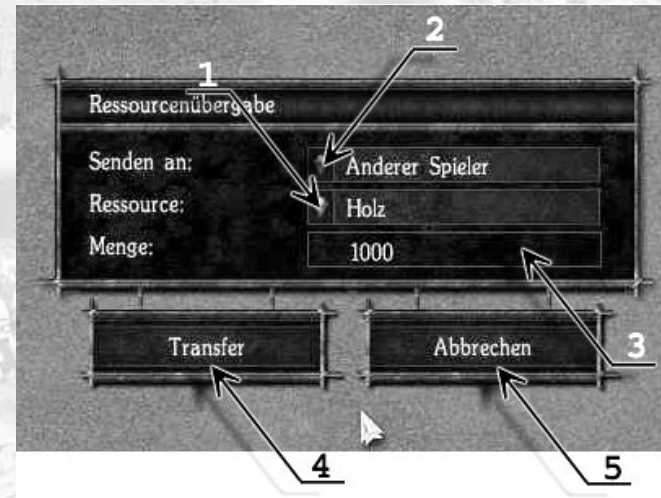 2
1
Ressourcenübergabe
Senden an: Anderer Spieler
Ressource: Holz
Menge: 1000
3
Transfer Abbrechen
4 5